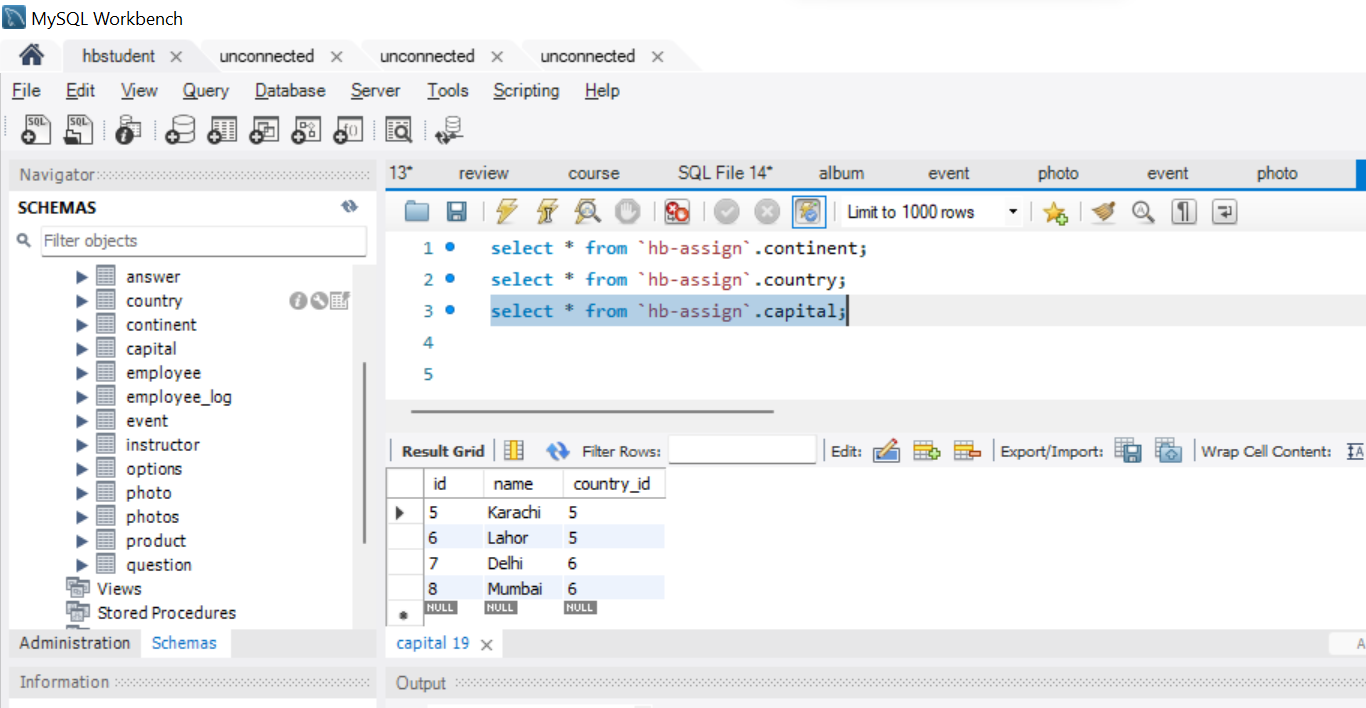 MySQL Workbench
hbstudent unconnected unconnected unconnected
File Edit View Query Database Server Tools Scripting Help
SQL SQL
Navigator
SCHEMAS
Filter objects
answer
country
continent
capital
employee
employee_log
event
instructor
options
photo
photos
product
question
Views
Stored Procedures
Administration Schemas
Information
13* review course SQL File 14* album event photo event photo
Limit to 1000 rows
1 select * from `hb-assign`.continent;
2 select * from `hb-assign`.country;
3 select * from `hb-assign`.capital;
4
5
Result Grid Filter Rows: Edit: Export/Import: Wrap Cell Content: IA
id name country_id
5 Karachi 5
6 Lahor 5
7 Delhi 6
8 Mumbai 6
NULL NULL NULL
capital 19
A
Output